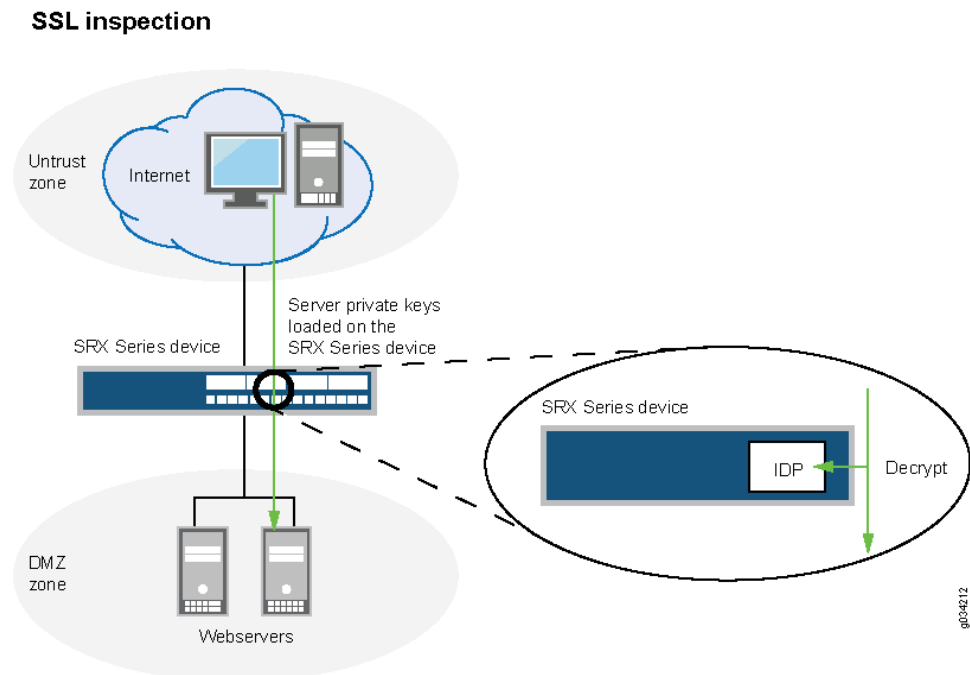 SSL inspection
Untrust
zone
Internet
Server private keys
loaded on the
SRX Series device
SRX Series device
SRX Series device
IDP
Decrypt
DMZ
zone
Webservers
g034212